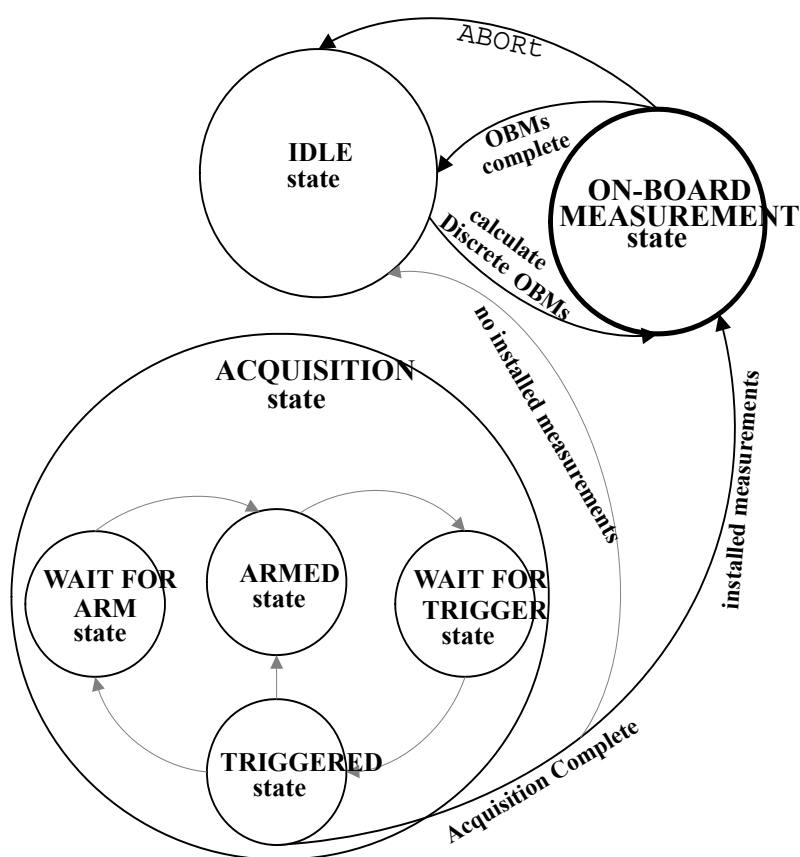 ABORt
OBMs
complete
IDLE
state
ON-BOARD
MEASUREMENT
state
calculate
Discrete OBMs
no installed measurements
installed measurements
ACQUISITION
state
WAIT FOR
ARM
state
ARMED
state
WAIT FOR
TRIGGER
state
TRIGGERED
state
Acquisition Complete